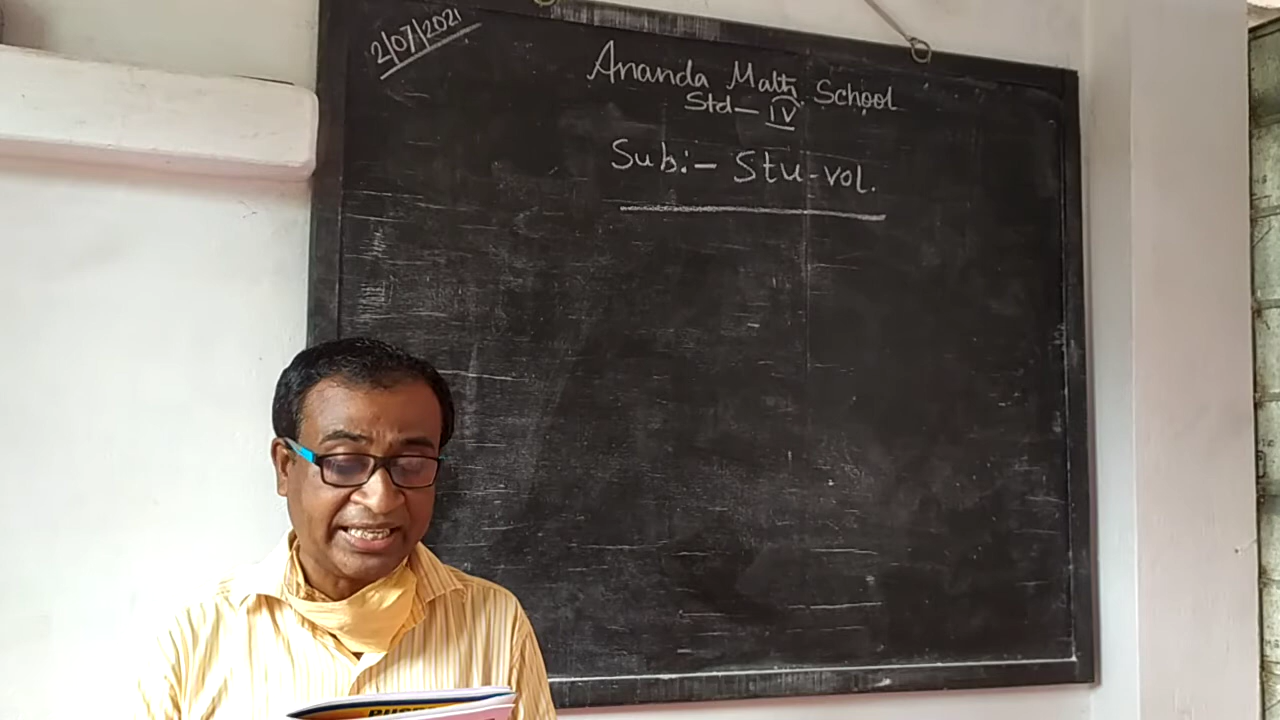 2/07/2021
Ananda Math School
Std - IV
Sub:- Stu-vol.